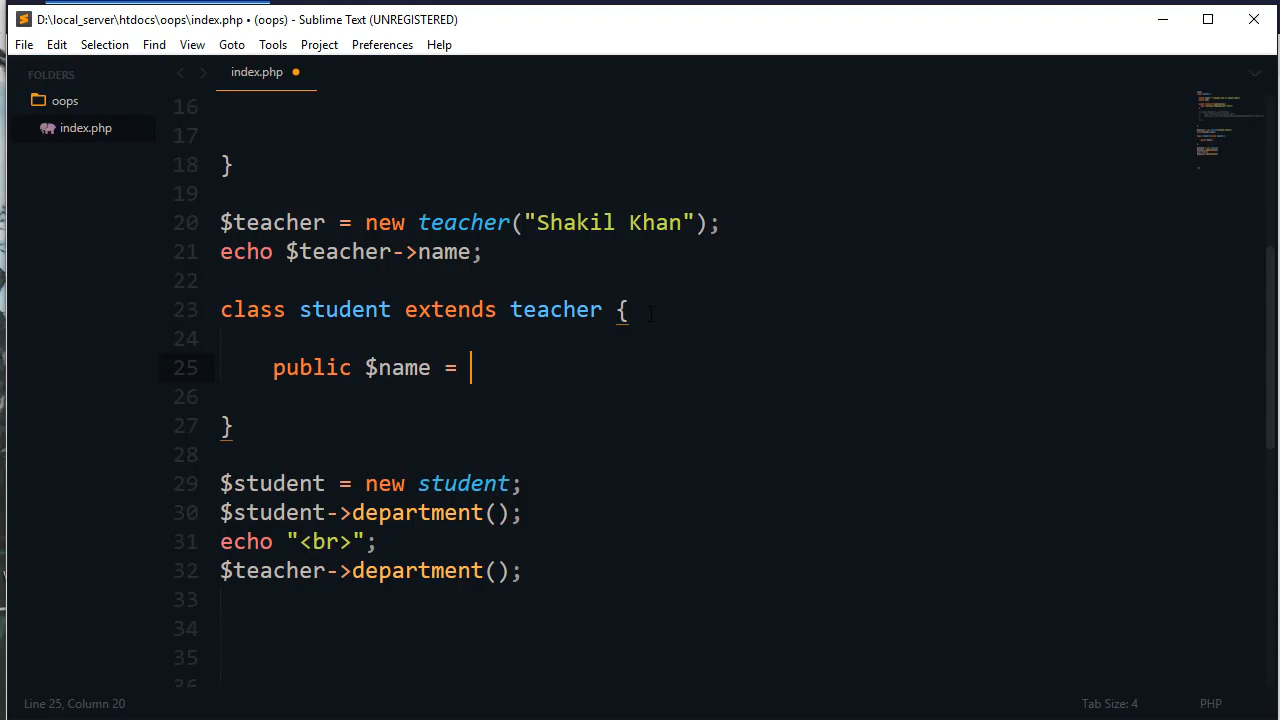 D:\local_server\htdocs\oops\index.php • (oops) - Sublime Text (UNREGISTERED)
File Edit Selection Find View Goto Tools Project Preferences Help
FOLDERS
oops
index.php
index.php
16
17
18 }
19
20 $teacher = new teacher("Shakil Khan");
21 echo $teacher->name;
22
23 class student extends teacher {
24
25 public $name =
26
27 }
28
29 $student = new student;
30 $student->department();
31 echo "<br>";
32 $teacher->department();
33
34
35
36
Line 25, Column 20 Tab Size: 4 PHP